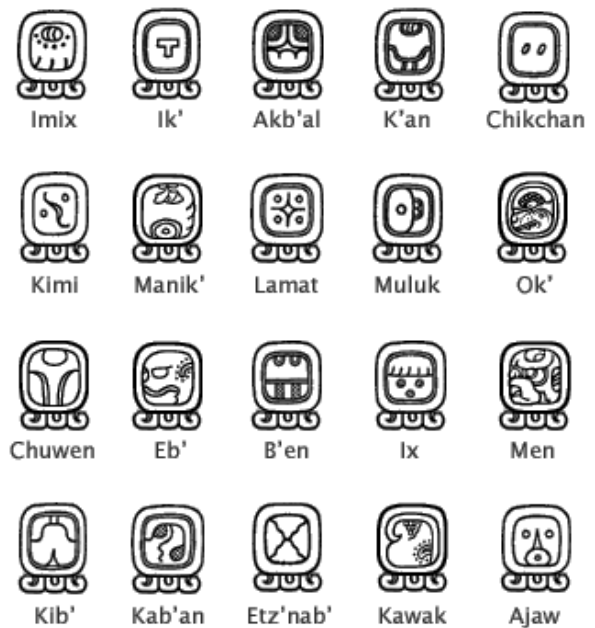 Imix Ik’ Akb’al K’an Chikchan
Kimi Manik’ Lamat Muluk Ok’
Chuwen Eb’ B’en Ix Men
Kib’ Kab’an Etz’nab’ Kawak Ajaw